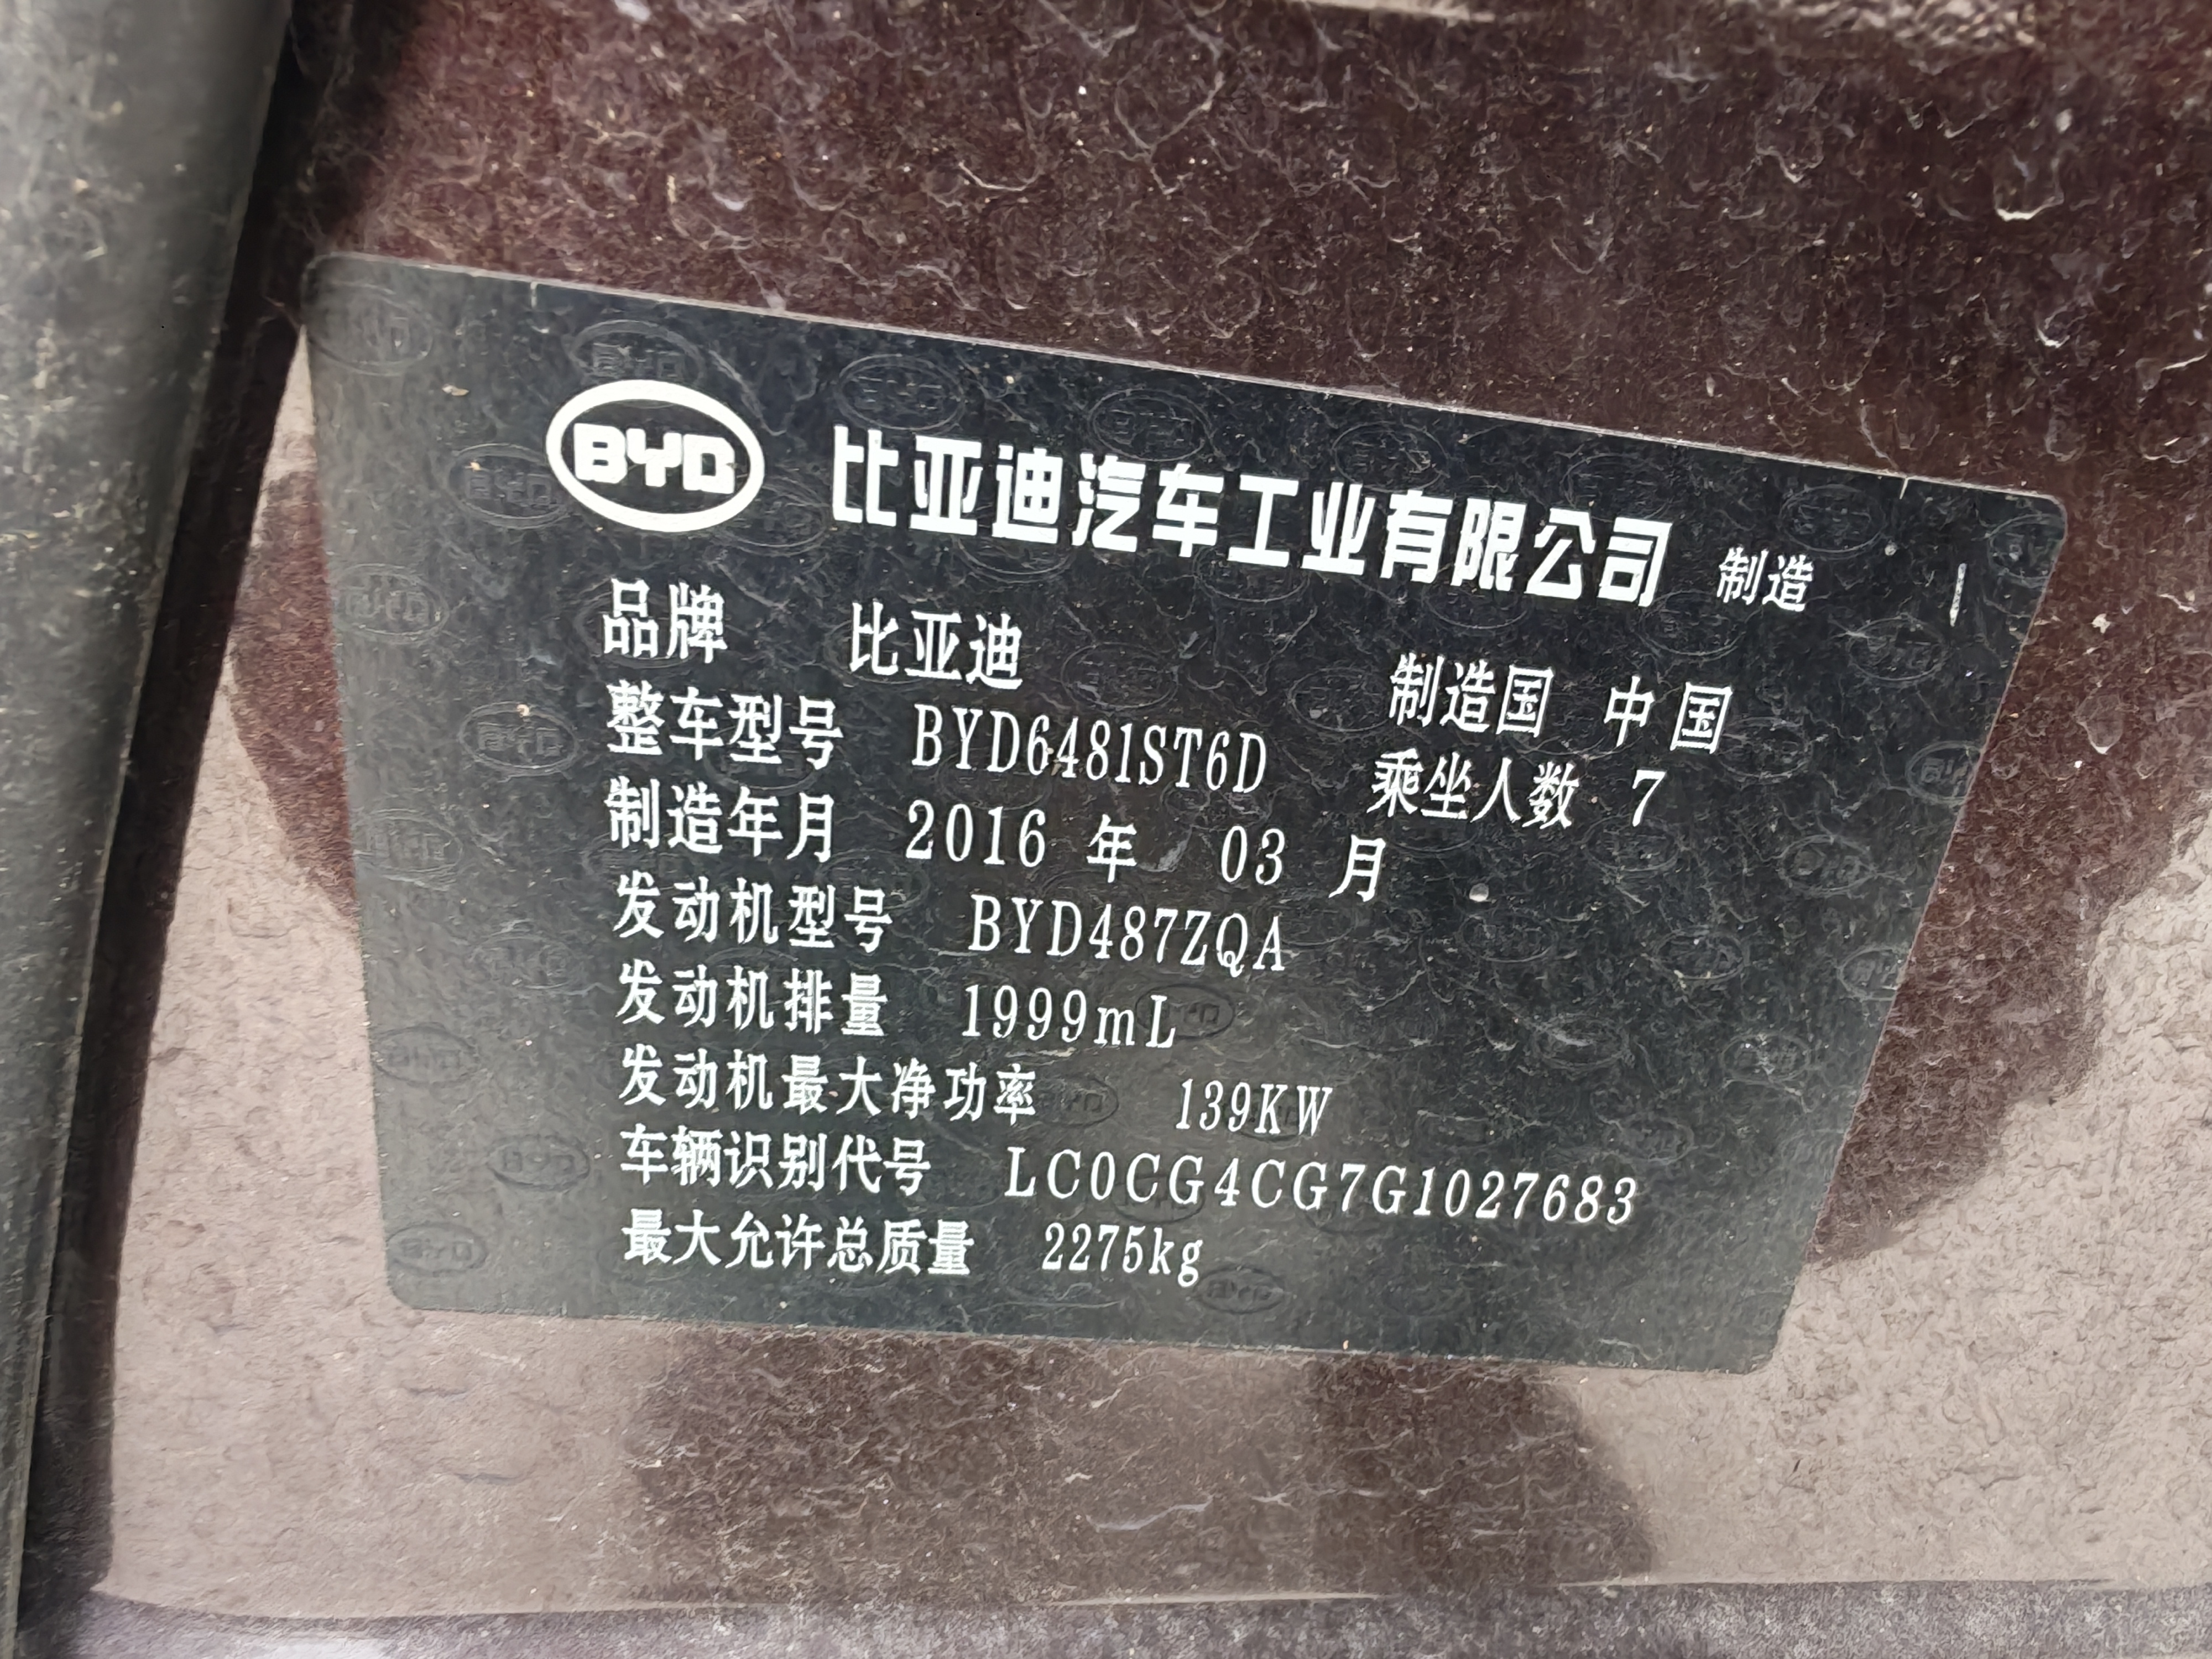 BYD 比亚迪汽车工业有限公司 制造
品牌 比亚迪 制造国 中国
整车型号 BYD6481ST6D 乘坐人数 7
制造年月 2016 年 03 月
发动机型号 BYD487ZQA
发动机排量 1999mL
发动机最大净功率 139KW
车辆识别代号 LC0CG4CG7G1027683
最大允许总质量 2275kg